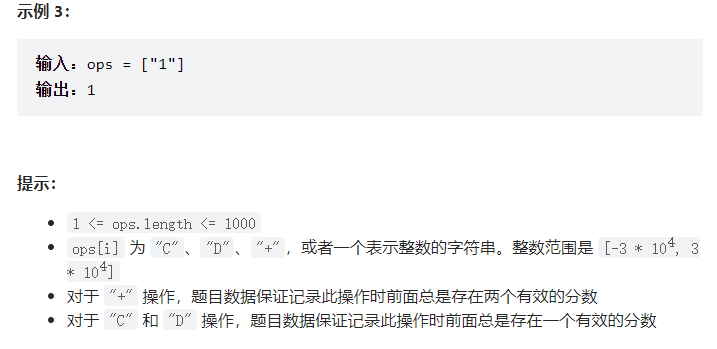 示例 3：
输入：ops = ["1"]
输出：1
提示：
1 <= ops.length <= 1000
ops[i] 为 "C"、"D"、"+"，或者一个表示整数的字符串。整数范围是 [-3 * 10⁴, 3
* 10⁴]
对于 "+" 操作，题目数据保证记录此操作时前面总是存在两个有效的分数
对于 "C" 和 "D" 操作，题目数据保证记录此操作时前面总是存在一个有效的分数